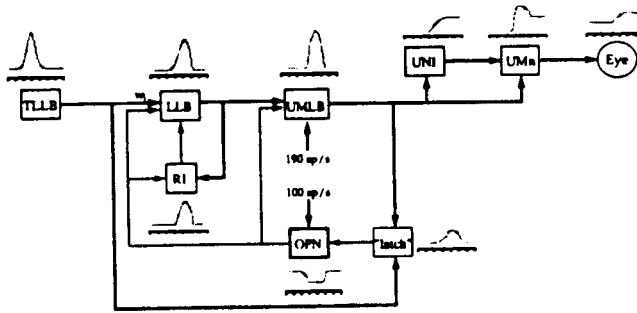 UNI
UMn
Eye
TLLB
w
LLB
UMLB
RI
190 sp/s
100 sp/s
OPN
"latch"